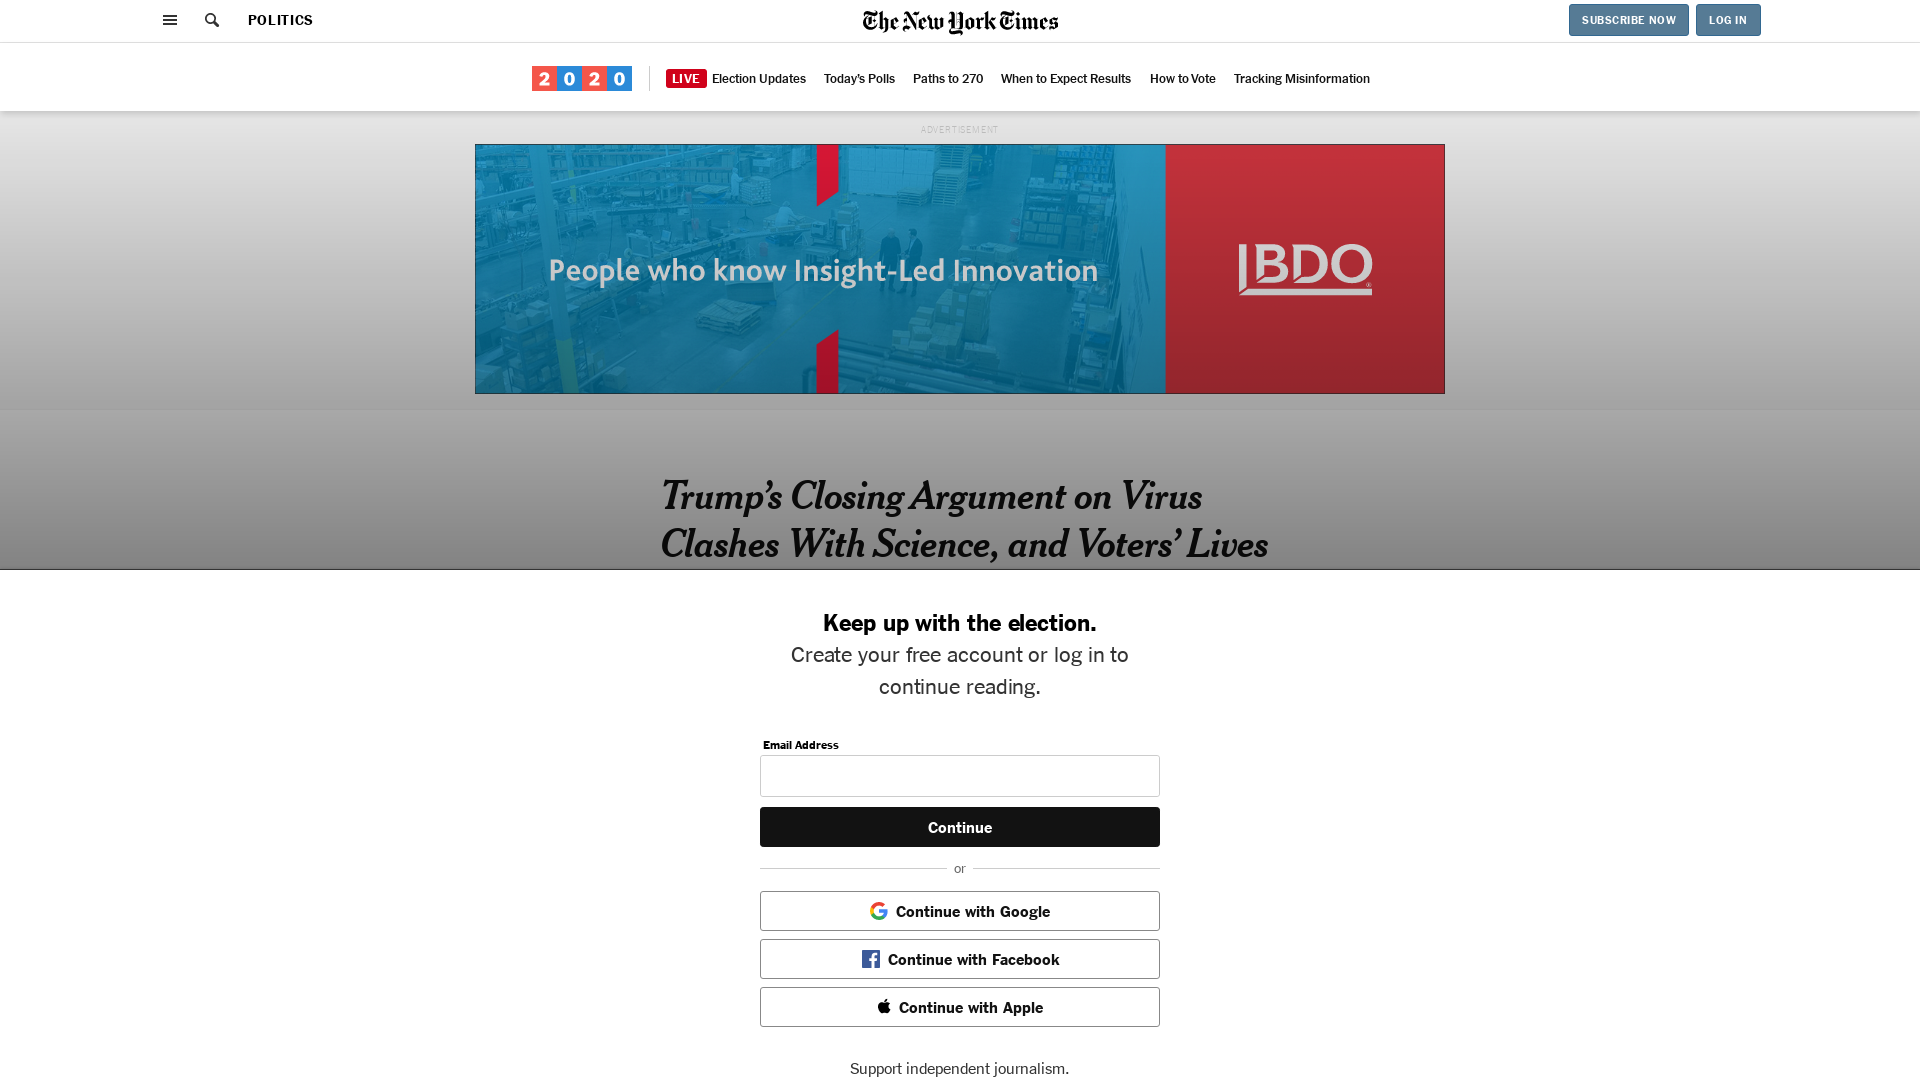 POLITICS
The New York Times
SUBSCRIBE NOW
LOG IN
2020
LIVE Election Updates
Today's Polls
Paths to 270
When to Expect Results
How to Vote
Tracking Misinformation
ADVERTISEMENT
People who know Insight-Led Innovation
BDO
Trump’s Closing Argument on Virus
Clashes With Science, and Voters’ Lives
Keep up with the election.
Create your free account or log in to
continue reading.
Email Address
Continue
or
Continue with Google
Continue with Facebook
Continue with Apple
Support independent journalism.